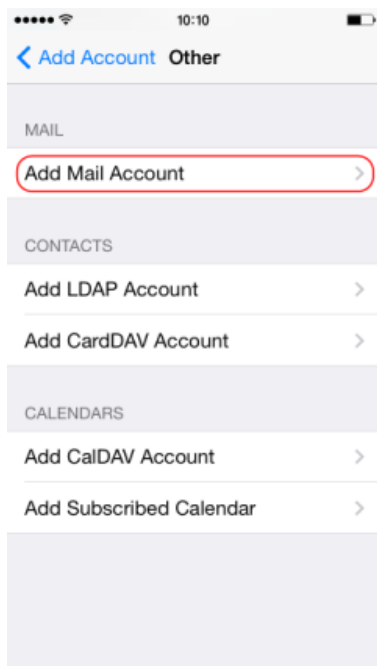 10:10
Add Account Other
MAIL
Add Mail Account
CONTACTS
Add LDAP Account
Add CardDAV Account
CALENDARS
Add CalDAV Account
Add Subscribed Calendar